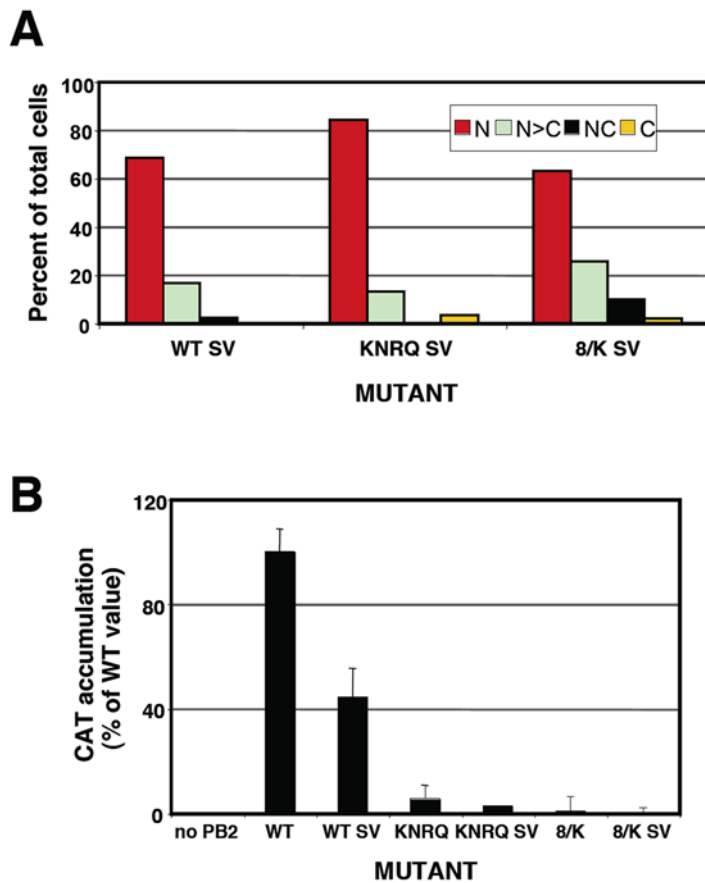 A
Percent of total cells
100
80
60
40
20
0
N N>C NC C
WT SV KNRQ SV 8/K SV
MUTANT
B
CAT accumulation
(% of WT value)
120
80
40
0
no PB2 WT WT SV KNRQ KNRQ SV 8/K 8/K SV
MUTANT